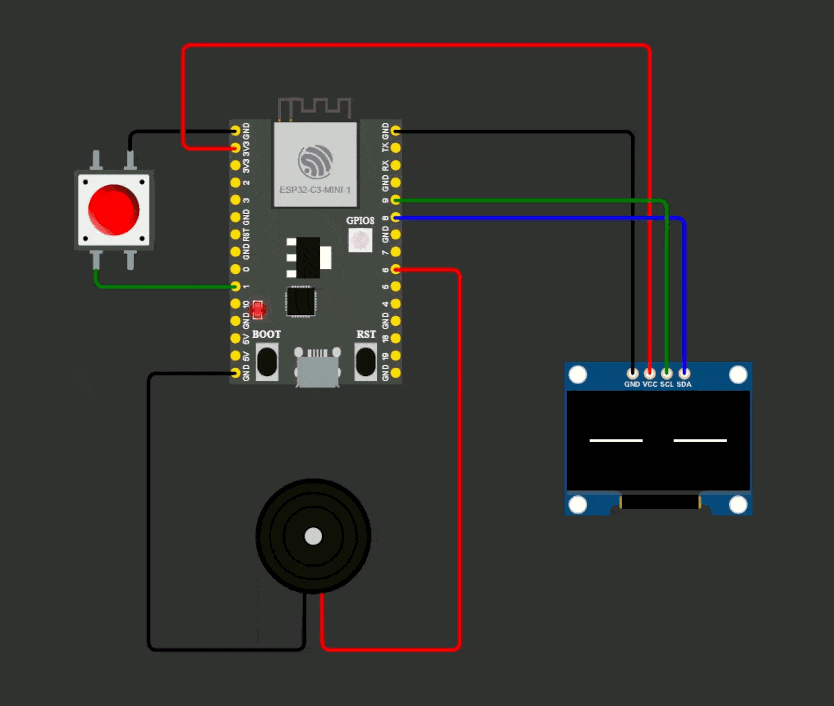 GND
3V3
3V3
2
3
GND
RST
GND
0
1
10
GND
5V
5V
GND
ESP32-C3-MINI-1
GPIO8
BOOT
RST
GND
TX
RX
GND
9
8
GND
7
6
5
4
GND
18
19
GND
GND VCC SCL SDA